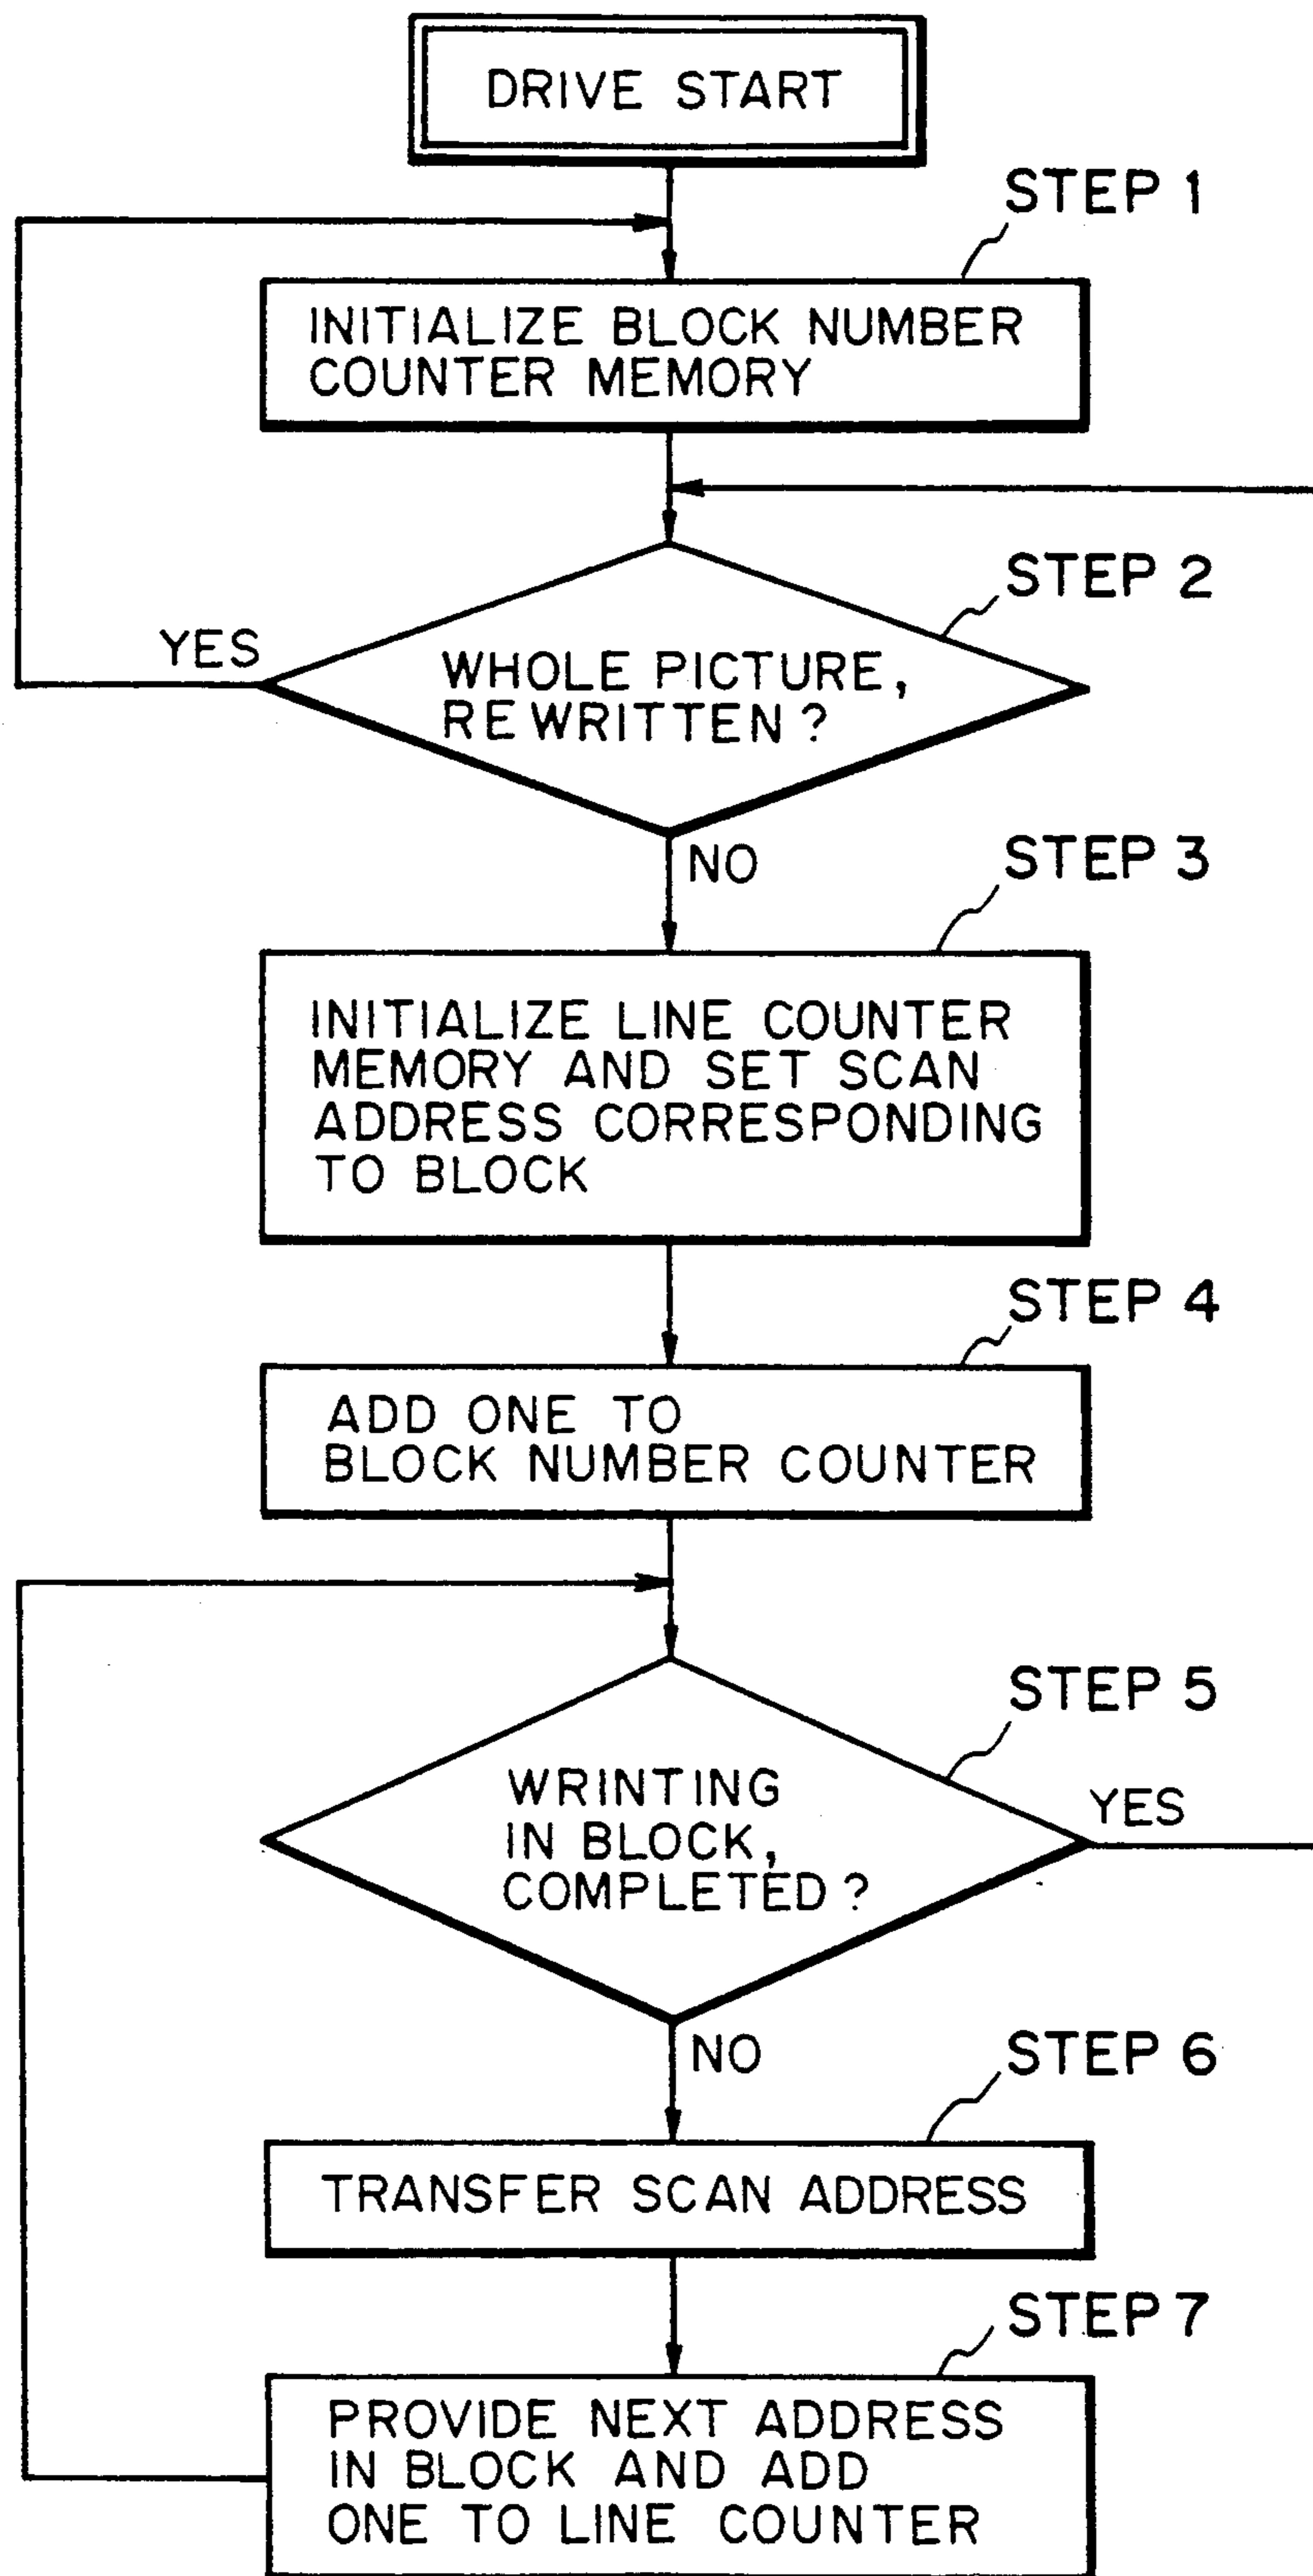 DRIVE START
STEP 1
INITIALIZE BLOCK NUMBER
COUNTER MEMORY
STEP 2
YES
WHOLE PICTURE,
REWRITTEN?
NO
STEP 3
INITIALIZE LINE COUNTER
MEMORY AND SET SCAN
ADDRESS CORRESPONDING
TO BLOCK
STEP 4
ADD ONE TO
BLOCK NUMBER COUNTER
STEP 5
WRINTING
IN BLOCK,
COMPLETED?
YES
NO
STEP 6
TRANSFER SCAN ADDRESS
STEP 7
PROVIDE NEXT ADDRESS
IN BLOCK AND ADD
ONE TO LINE COUNTER